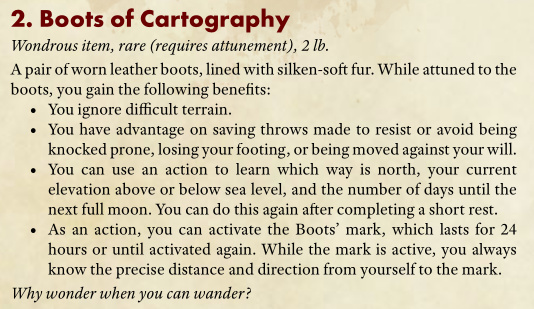 2. Boots of Cartography
Wondrous item, rare (requires attunement), 2 lb.
A pair of worn leather boots, lined with silken-soft fur. While attuned to the
boots, you gain the following benefits:
• You ignore difficult terrain.
• You have advantage on saving throws made to resist or avoid being
knocked prone, losing your footing, or being moved against your will.
• You can use an action to learn which way is north, your current
elevation above or below sea level, and the number of days until the
next full moon. You can do this again after completing a short rest.
• As an action, you can activate the Boots’ mark, which lasts for 24
hours or until activated again. While the mark is active, you always
know the precise distance and direction from yourself to the mark.
Why wonder when you can wander?